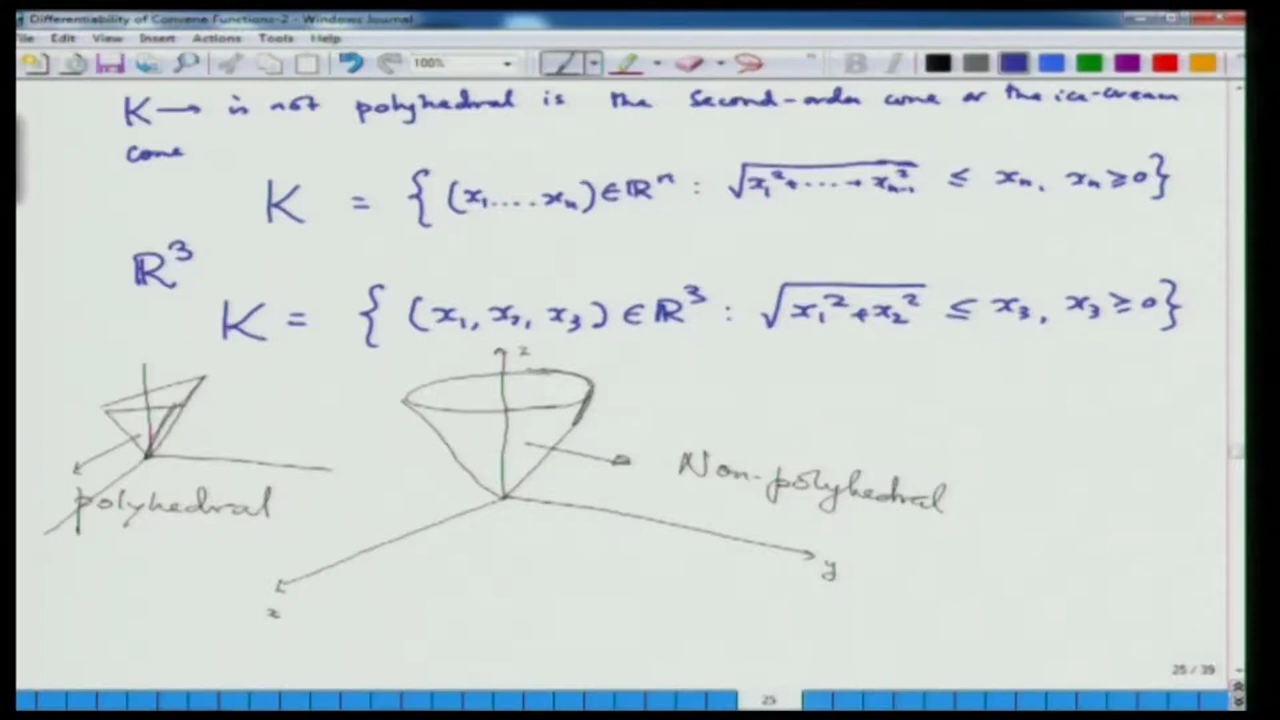 Differentiability of Convex Functions-2 - Windows Journal
File Edit View Insert Actions Tools Help
100%
B I
K → is not polyhedral is the second-order cone or the ice-cream
cone
K = { (x₁....xₙ) ∈ ℝⁿ : √(x₁²+....+xₙ₋₁²) ≤ xₙ, xₙ ≥ 0 }
ℝ³
K = { (x₁, x₂, x₃) ∈ ℝ³ : √(x₁²+x₂²) ≤ x₃, x₃ ≥ 0 }
z
Non-polyhedral
polyhedral
y
x
25 / 39
25